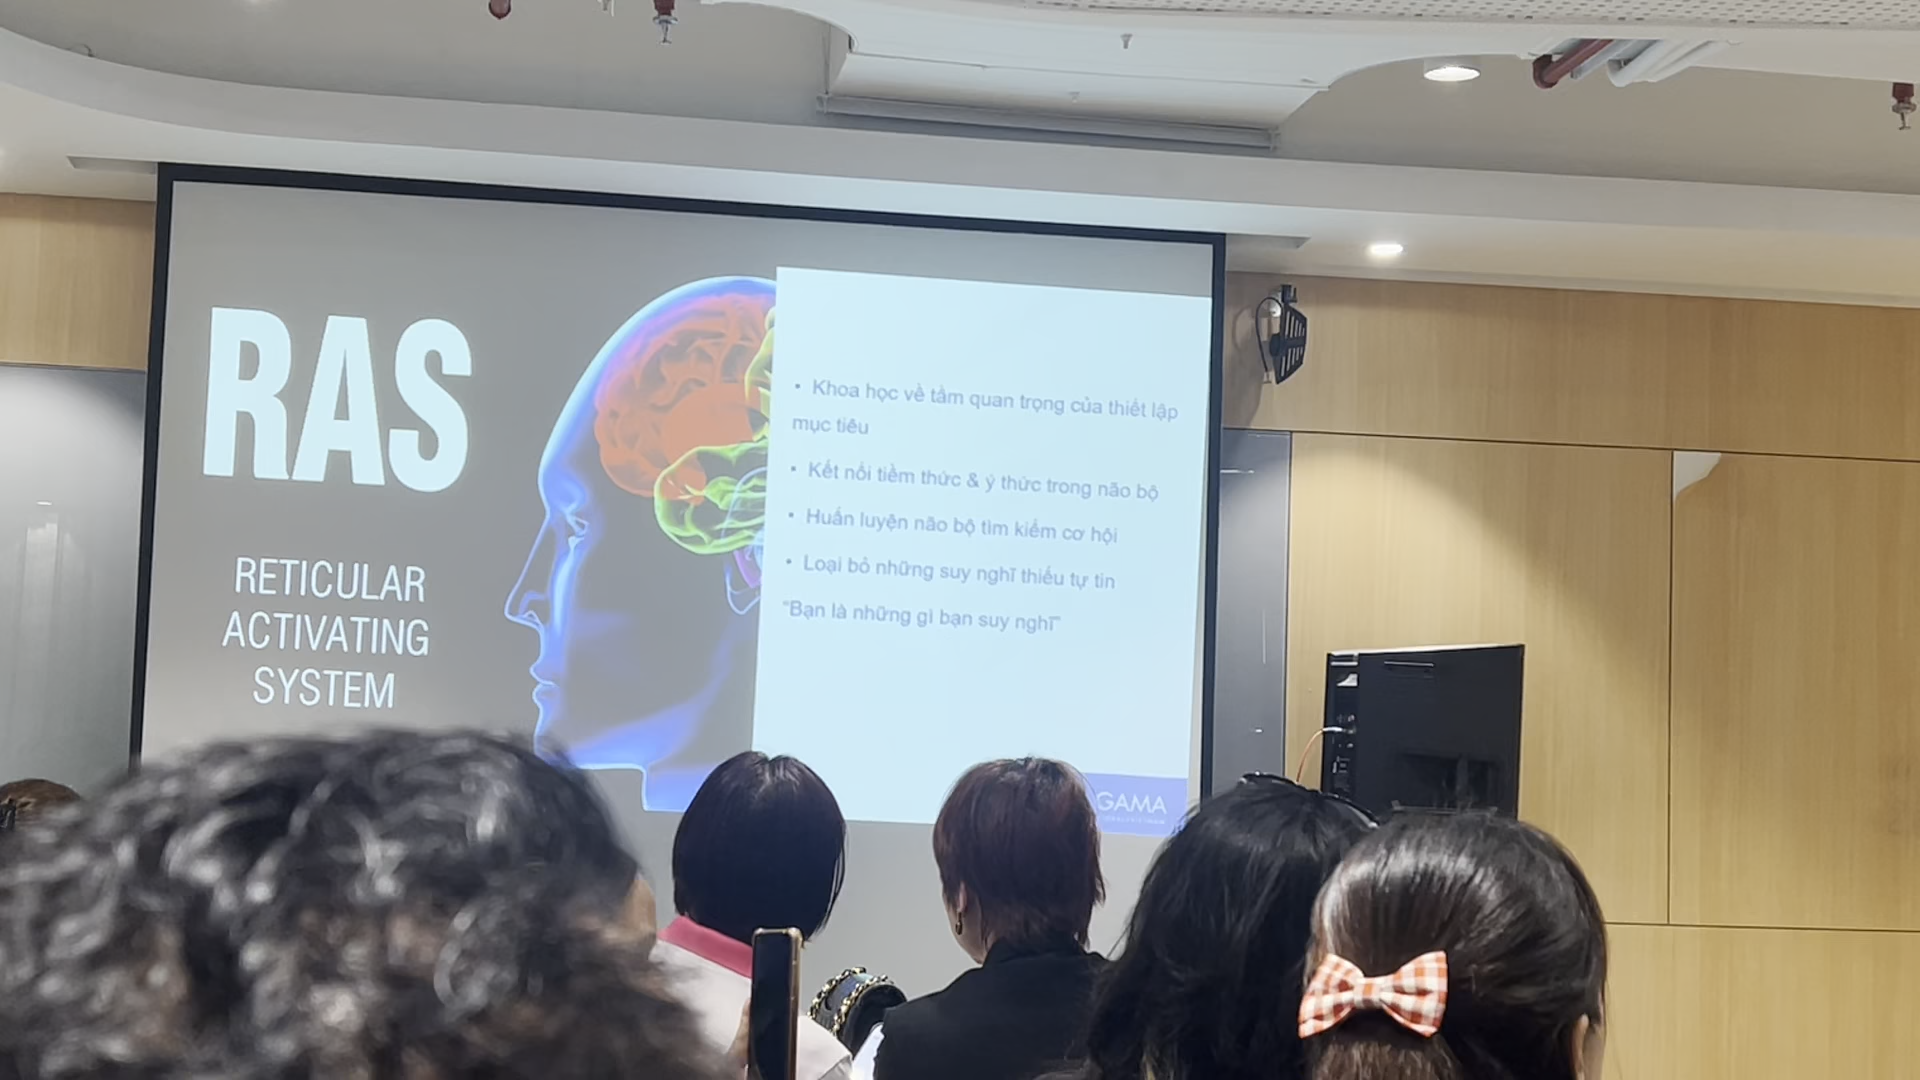 RAS
RETICULAR
ACTIVATING
SYSTEM
• Khoa học về tầm quan trọng của thiết lập
mục tiêu
• Kết nối tiềm thức & ý thức trong não bộ
• Huấn luyện não bộ tìm kiếm cơ hội
• Loại bỏ những suy nghĩ thiếu tự tin
“Bạn là những gì bạn suy nghĩ”
GAMA